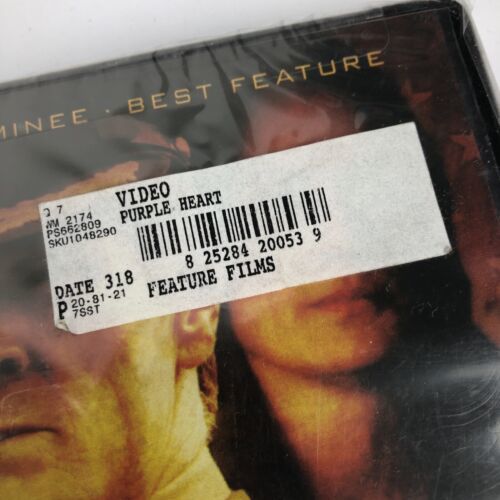 MINEE · BEST FEATURE
Q 7
WM 2174
PS662809
SKU1048290
VIDEO
PURPLE HEART
8 25284 20053 9
DATE 318
FEATURE FILMS
P 20-81-21
7SST